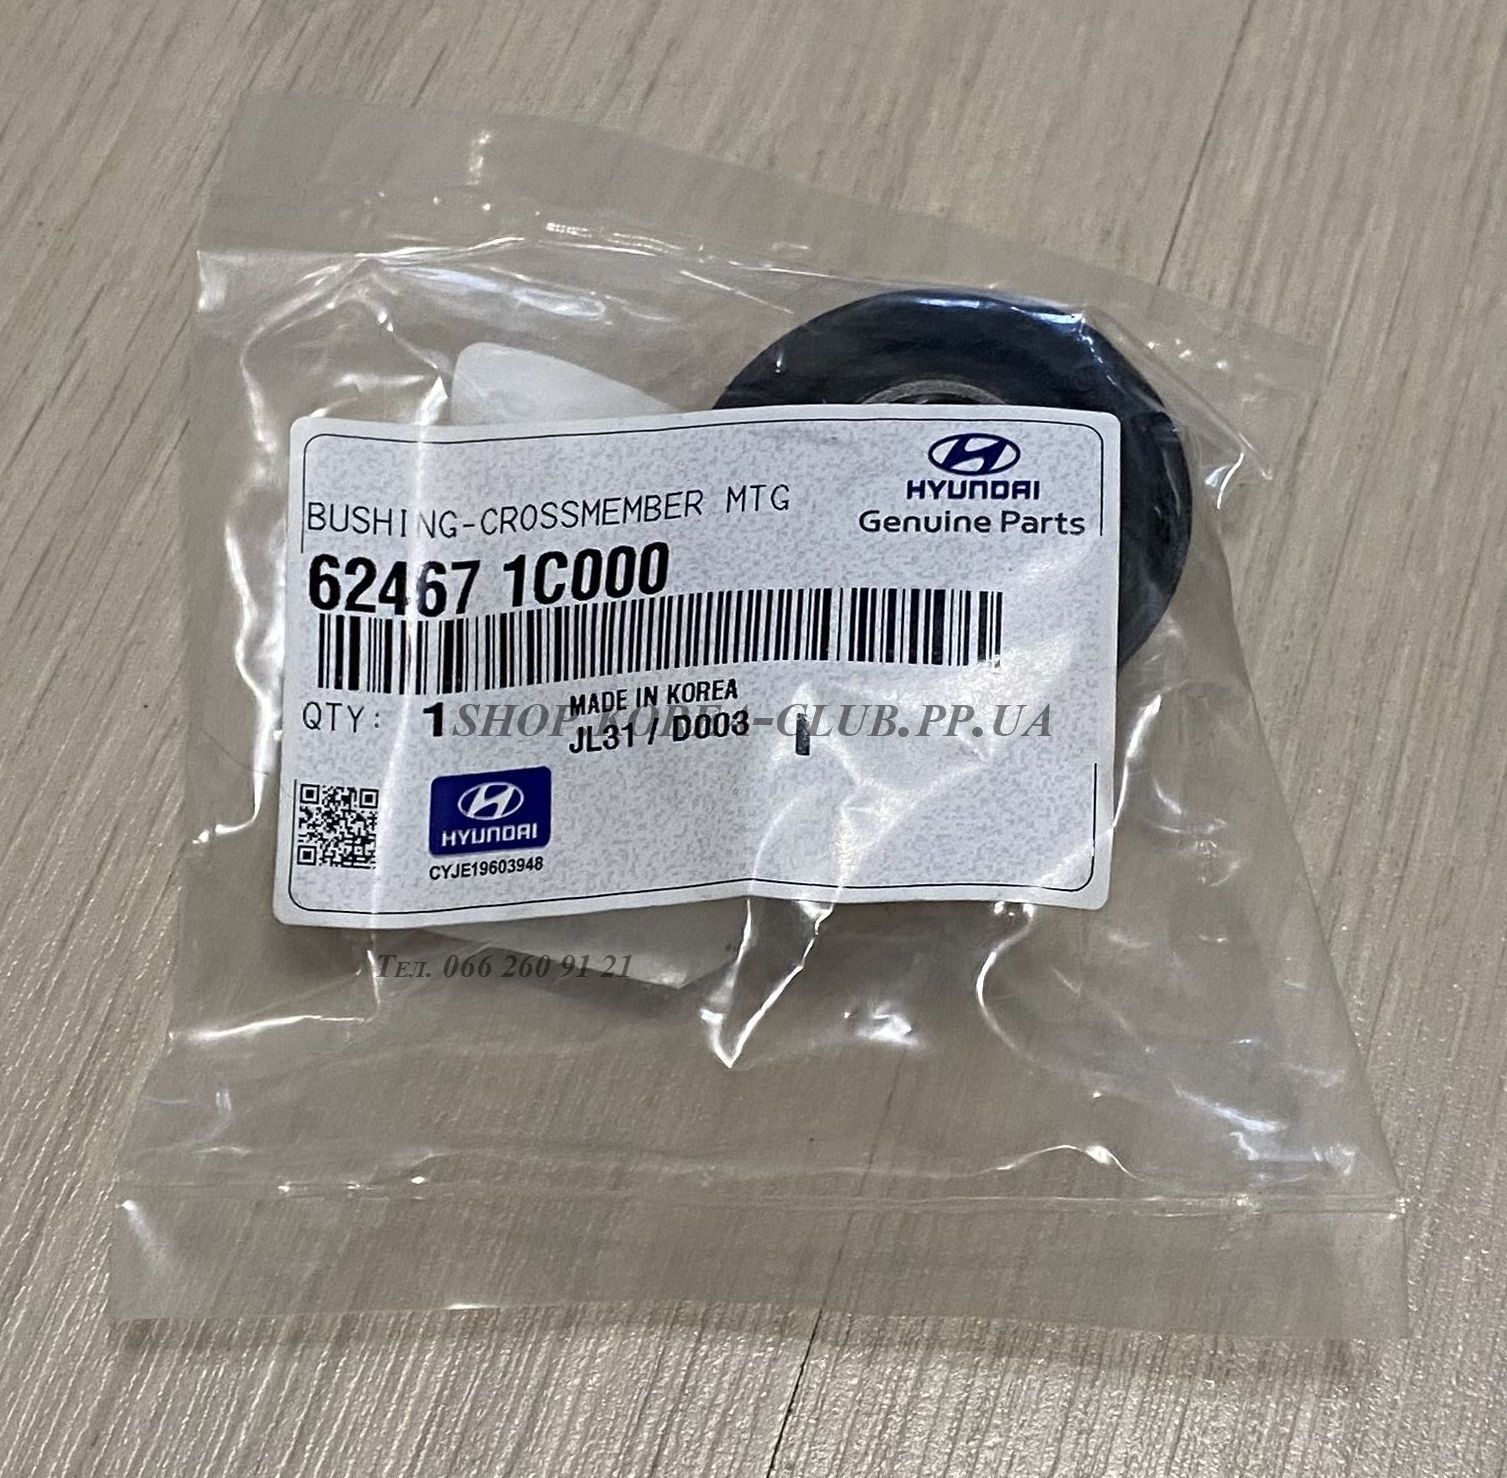 HYUNDAI
Genuine Parts
BUSHING-CROSSMEMBER MTG
62467 1C000
MADE IN KOREA
QTY: 1
JL31 / D003 I
SHOP.KOREA-CLUB.PP.UA
HYUNDAI
CYJE19603948
Тел. 066 260 91 21